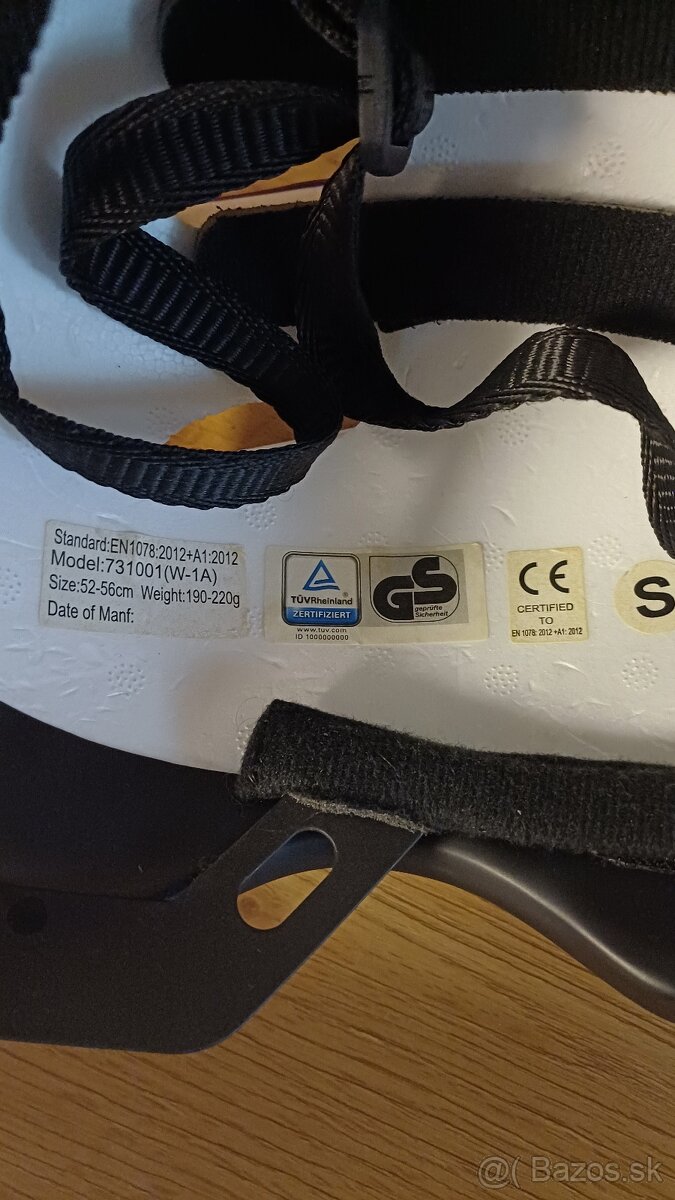 Standard:EN1078:2012+A1:2012
Model:731001(W-1A)
Size:52-56cm Weight:190-220g
Date of Manf:
TÜVRheinland
ZERTIFIZIERT
www.tuv.com
ID 1000000000
GS
geprüfte
Sicherheit
CE
CERTIFIED
TO
EN 1078: 2012 +A1: 2012
S
@( Bazos.sk